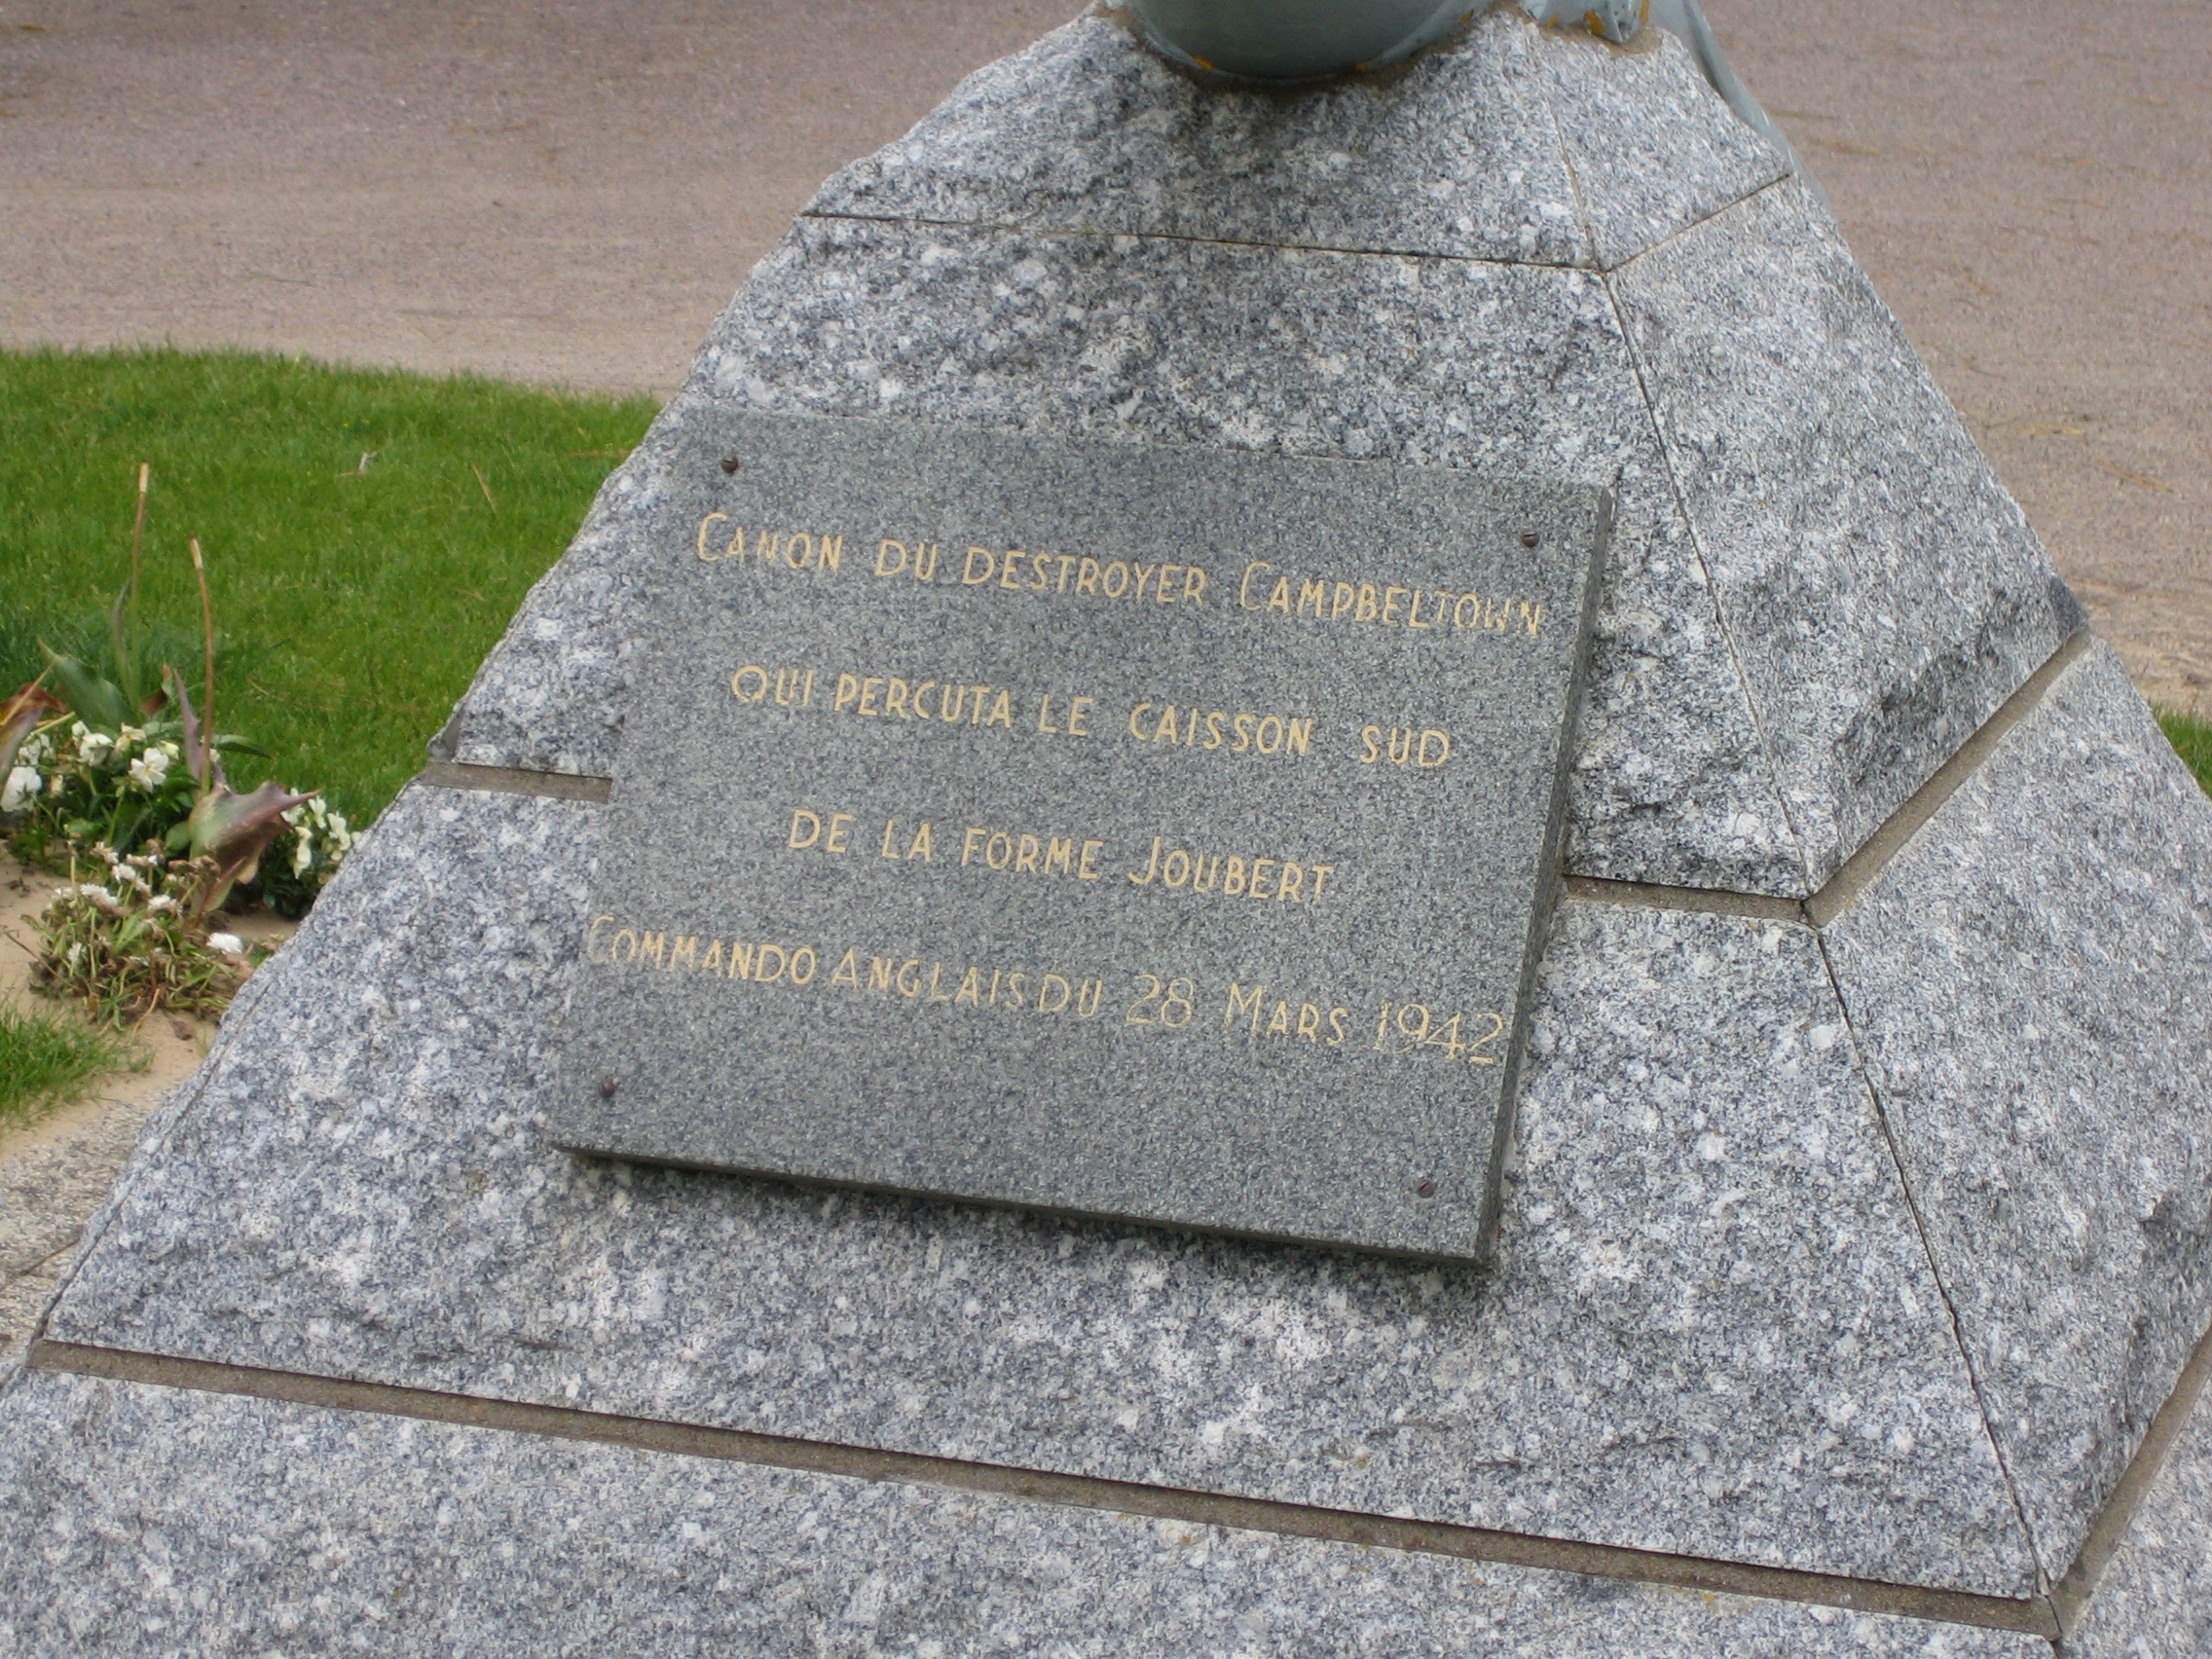 Canon du destroyer Campbeltown
qui percuta le caisson sud
de la forme Joubert
Commando Anglais du 28 Mars 1942